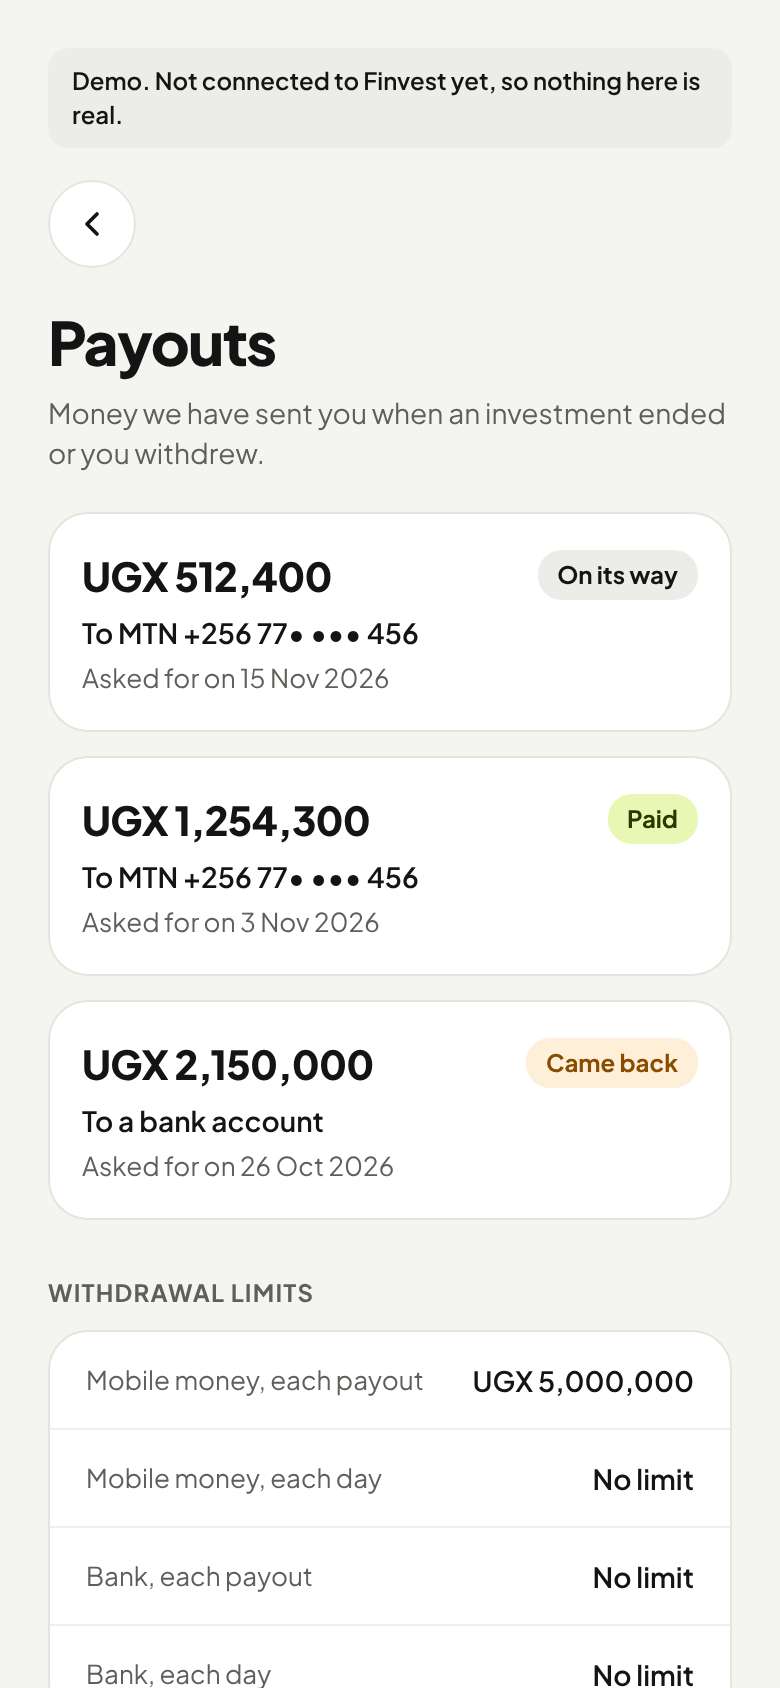 Demo. Not connected to Finvest yet, so nothing here is
real.
Payouts
Money we have sent you when an investment ended
or you withdrew.
UGX 512,400
On its way
To MTN +256 77• ••• 456
Asked for on 15 Nov 2026
UGX 1,254,300
Paid
To MTN +256 77• ••• 456
Asked for on 3 Nov 2026
UGX 2,150,000
Came back
To a bank account
Asked for on 26 Oct 2026
WITHDRAWAL LIMITS
Mobile money, each payout UGX 5,000,000
Mobile money, each day No limit
Bank, each payout No limit
Bank, each day No limit